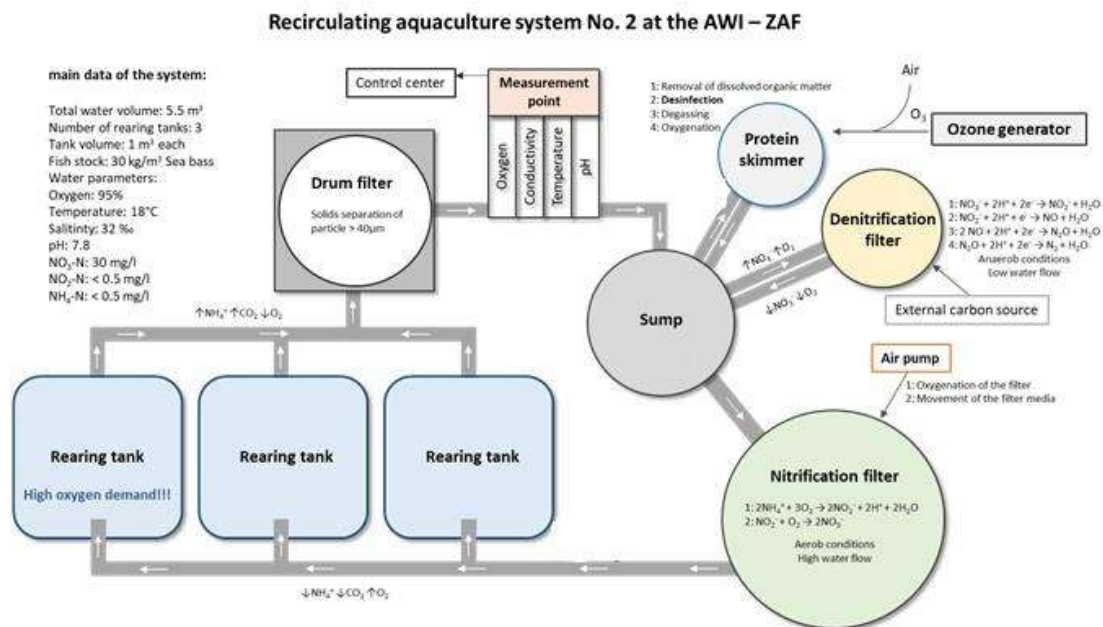 Recirculating aquaculture system No. 2 at the AWI – ZAF
main data of the system:
Total water volume: 5.5 m³
Number of rearing tanks: 3
Tank volume: 1 m³ each
Fish stock: 30 kg/m³ Sea bass
Water parameters:
Oxygen: 95%
Temperature: 18°C
Salitinty: 32 ‰
pH: 7.8
NO₃-N: 30 mg/l
NO₂-N: < 0.5 mg/l
NH₄-N: < 0.5 mg/l
Control center
Measurement
point
Oxygen
Conductivity
Temperature
pH
Drum filter
Solids separation of
particle > 40µm
1: Removal of dissolved organic matter
2: Desinfection
3: Degassing
4: Oxygenation
Protein
skimmer
Air
O₃
Ozone generator
Denitrification
filter
1: NO₃⁻ + 2H⁺ + 2e⁻ → NO₂⁻ + H₂O
2: NO₂⁻ + 2H⁺ + e⁻ → NO + H₂O
3: 2 NO + 2H⁺ + 2e⁻ → N₂O + H₂O
4: N₂O + 2H⁺ + 2e⁻ → N₂ + H₂O
Anaerob conditions
Low water flow
External carbon source
↑NO₃⁻ ↑O₂
↓NO₃⁻ ↓O₂
Sump
Air pump
1: Oxygenation of the filter
2: Movement of the filter media
Nitrification filter
1: 2NH₄⁺ + 3O₂ → 2NO₂⁻ + 2H⁺ + 2H₂O
2: NO₂⁻ + O₂ → 2NO₃⁻
Aerob conditions
High water flow
↑NH₄⁺ ↑CO₂ ↓O₂
Rearing tank
High oxygen demand!!!
Rearing tank
Rearing tank
↓NH₄⁺ ↓CO₂ ↑O₂